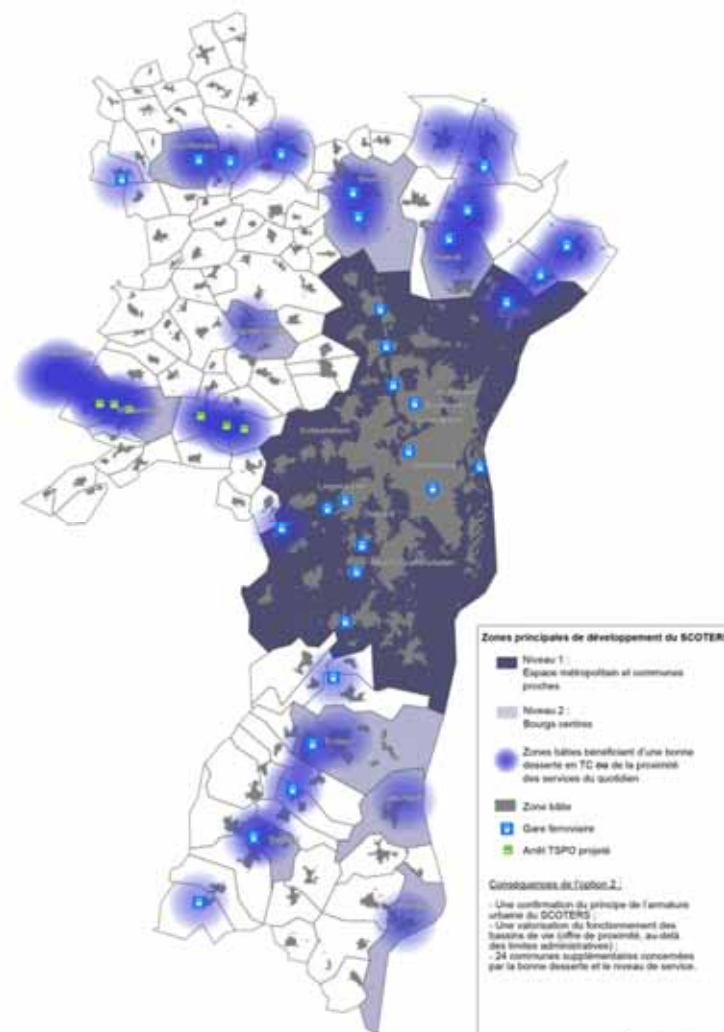 Zones principales de développement du SCOTERS
Niveau 1 :
Espace métropolitain et communes
proches
Niveau 2 :
Bourgs centres
Zones bâties bénéficient d'une bonne
desserte en TC ou de la proximité
des services du quotidien
Zone bâtie
Gare ferroviaire
Arrêt TSPO projeté
Conséquences de l'option 2 :
- Une confirmation du principe de l'armature
urbaine du SCOTERS ;
- Une valorisation du fonctionnement des
bassins de vie (offre de proximité, au-delà
des limites administratives) ;
- 24 communes supplémentaires concernées
par la bonne desserte et le niveau de service.